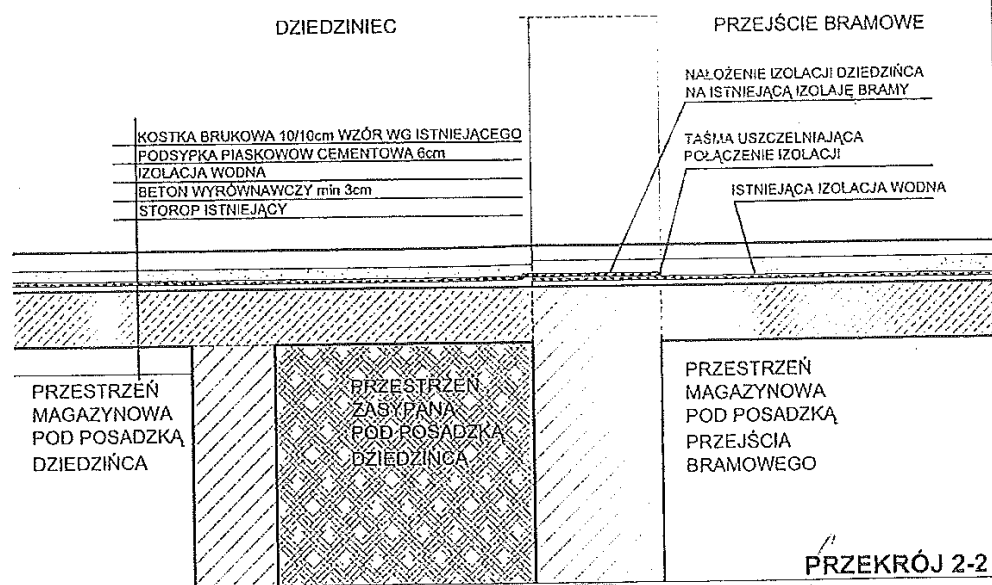 DZIEDZINIEC
PRZEJŚCIE BRAMOWE
NAŁOŻENIE IZOLACJI DZIEDZIŃCA
NA ISTNIEJĄCĄ IZOLAJĘ BRAMY
KOSTKA BRUKOWA 10/10cm WZÓR WG ISTNIEJĄCEGO
PODSYPKA PIASKOWOW CEMENTOWA 6cm
IZOLACJA WODNA
BETON WYRÓWNAWCZY min 3cm
STOROP ISTNIEJĄCY
TAŚMA USZCZELNIAJĄCA
POŁĄCZENIE IZOLACJI
ISTNIEJĄCA IZOLACJA WODNA
PRZESTRZEŃ
MAGAZYNOWA
POD POSADZKĄ
DZIEDZIŃCA
PRZESTRZEŃ
ZASYPANA
POD POSADZKĄ
DZIEDZINCA
PRZESTRZEŃ
MAGAZYNOWA
POD POSADZKĄ
PRZEJŚCIA
BRAMOWEGO
PRZEKRÓJ 2-2